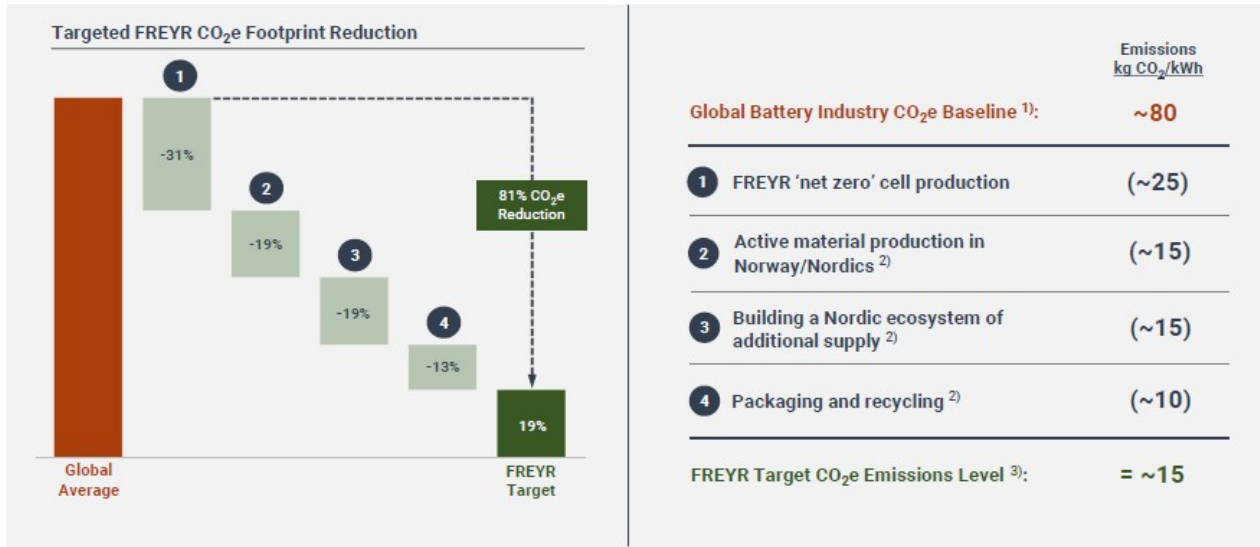 Targeted FREYR CO₂e Footprint Reduction
1
-31%
2
-19%
3
-19%
4
-13%
81% CO₂e
Reduction
19%
Global
Average
FREYR
Target
Emissions
kg CO₂/kWh
Global Battery Industry CO₂e Baseline ¹⁾: ~80
1 FREYR ‘net zero’ cell production (~25)
2 Active material production in
Norway/Nordics ²⁾ (~15)
3 Building a Nordic ecosystem of
additional supply ²⁾ (~15)
4 Packaging and recycling ²⁾ (~10)
FREYR Target CO₂e Emissions Level ³⁾: = ~15